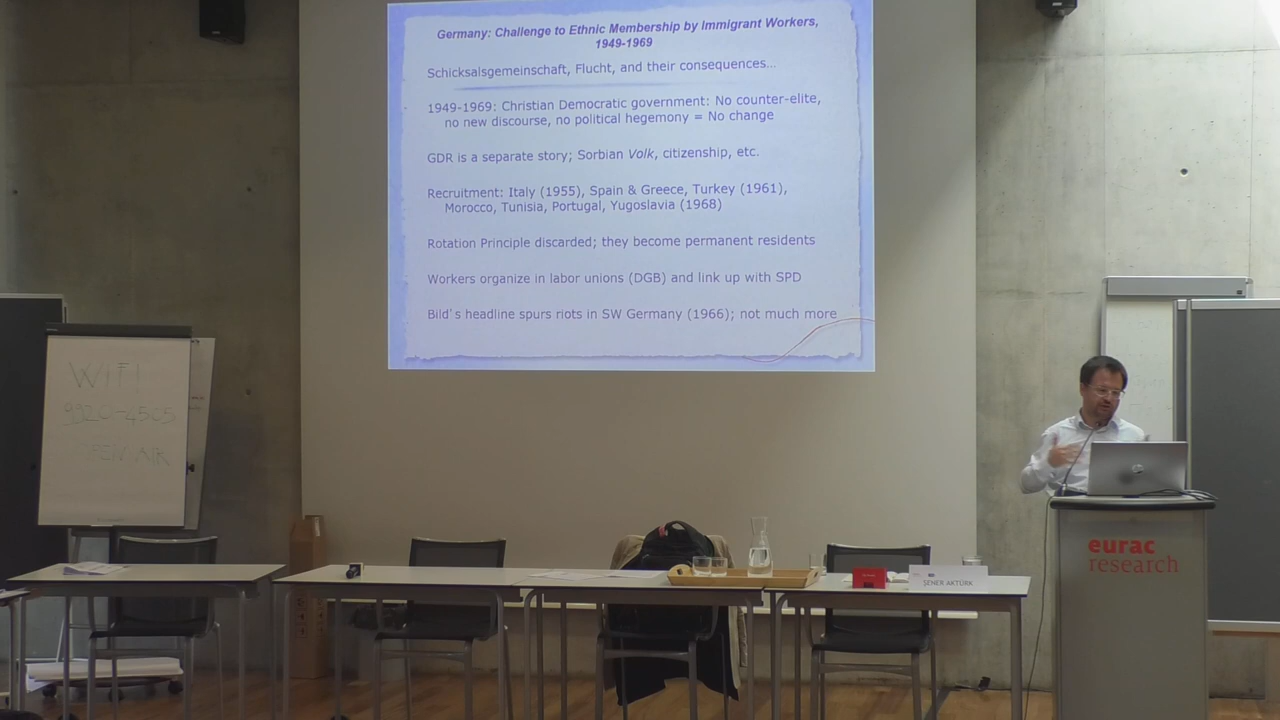 Germany: Challenge to Ethnic Membership by Immigrant Workers,
1949-1969
Schicksalsgemeinschaft, Flucht, and their consequences...
1949-1969: Christian Democratic government: No counter-elite,
no new discourse, no political hegemony = No change
GDR is a separate story; Sorbian Volk, citizenship, etc.
Recruitment: Italy (1955), Spain & Greece, Turkey (1961),
Morocco, Tunisia, Portugal, Yugoslavia (1968)
Rotation Principle discarded; they become permanent residents
Workers organize in labor unions (DGB) and link up with SPD
Bild's headline spurs riots in SW Germany (1966); not much more
WIFI
eurac
research
ŞENER AKTÜRK